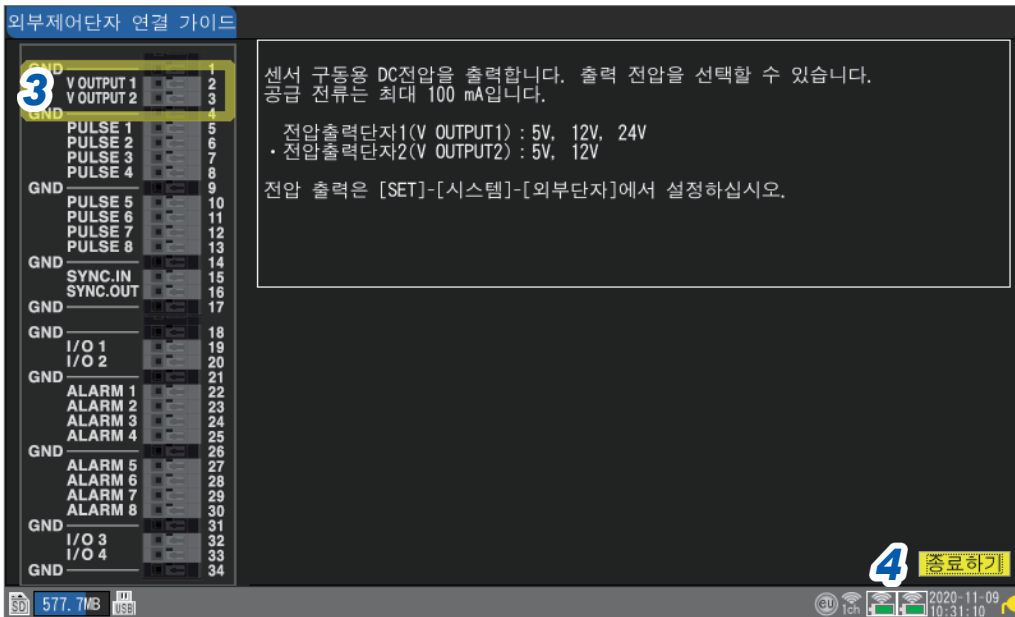 외부제어단자 연결 가이드
GND 1
3 V OUTPUT 1 2
V OUTPUT 2 3
GND 4
PULSE 1 5
PULSE 2 6
PULSE 3 7
PULSE 4 8
GND 9
PULSE 5 10
PULSE 6 11
PULSE 7 12
PULSE 8 13
GND 14
SYNC.IN 15
SYNC.OUT 16
GND 17
GND 18
I/O 1 19
I/O 2 20
GND 21
ALARM 1 22
ALARM 2 23
ALARM 3 24
ALARM 4 25
GND 26
ALARM 5 27
ALARM 6 28
ALARM 7 29
ALARM 8 30
GND 31
I/O 3 32
I/O 4 33
GND 34
센서 구동용 DC전압을 출력합니다. 출력 전압을 선택할 수 있습니다.
공급 전류는 최대 100 mA입니다.
전압출력단자1(V OUTPUT1) : 5V, 12V, 24V
・전압출력단자2(V OUTPUT2) : 5V, 12V
전압 출력은 [SET]-[시스템]-[외부단자]에서 설정하십시오.
4 종료하기
SD 577.7MB USB
eu 1ch 2020-11-09
10:31:10